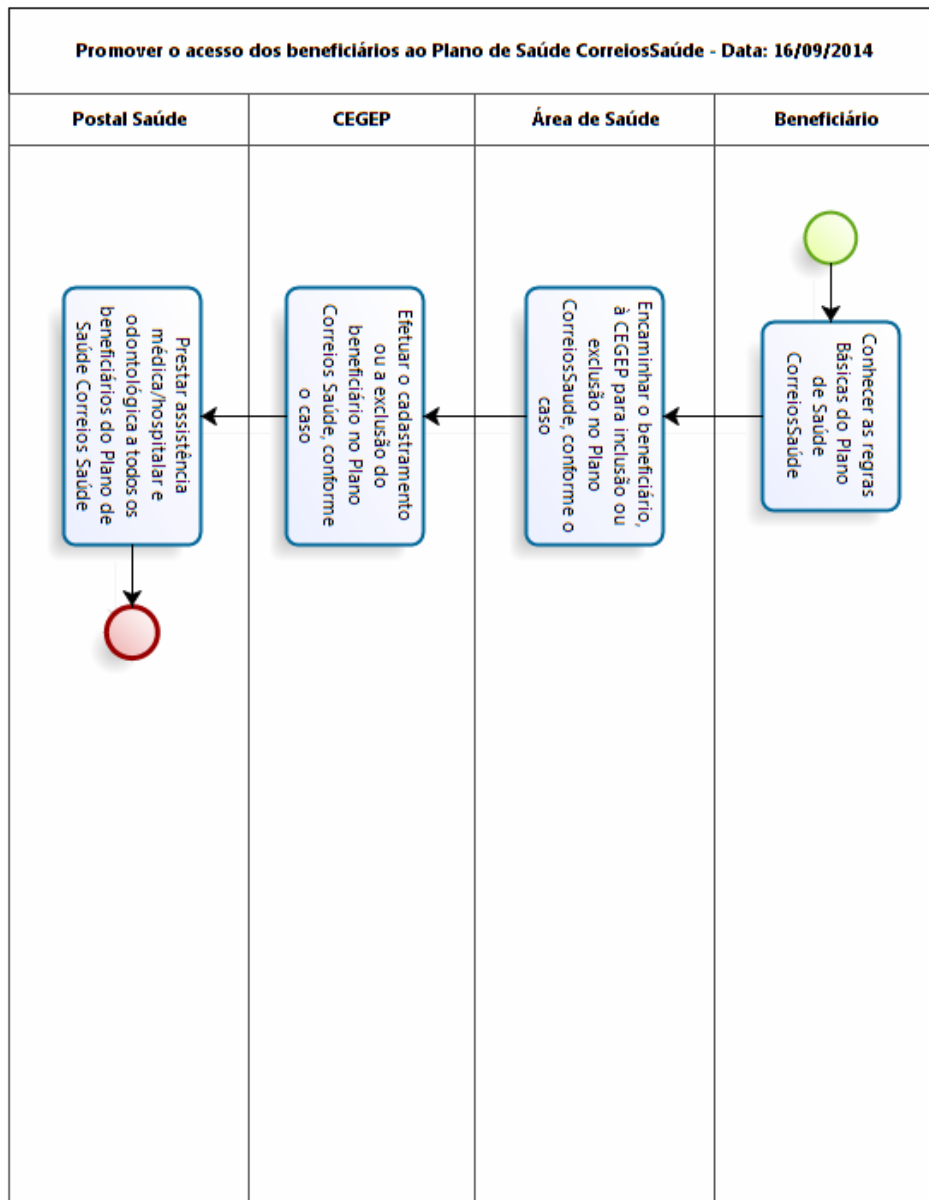 Promover o acesso dos beneficiários ao Plano de Saúde CorreiosSaúde - Data: 16/09/2014
Postal Saúde
CEGEP
Área de Saúde
Beneficiário
Conhecer as regras
Básicas do Plano
de Saúde
CorreiosSaúde
Encaminhar o beneficiário,
à CEGEP para inclusão ou
exclusão no Plano
CorreiosSaude, conforme o
caso
Efetuar o cadastramento
ou a exclusão do
beneficiário no Plano
Correios Saúde, conforme
o caso
Prestar assistência
médica/hospitalar e
odontológica a todos os
beneficiários do Plano de
Saúde Correios Saúde